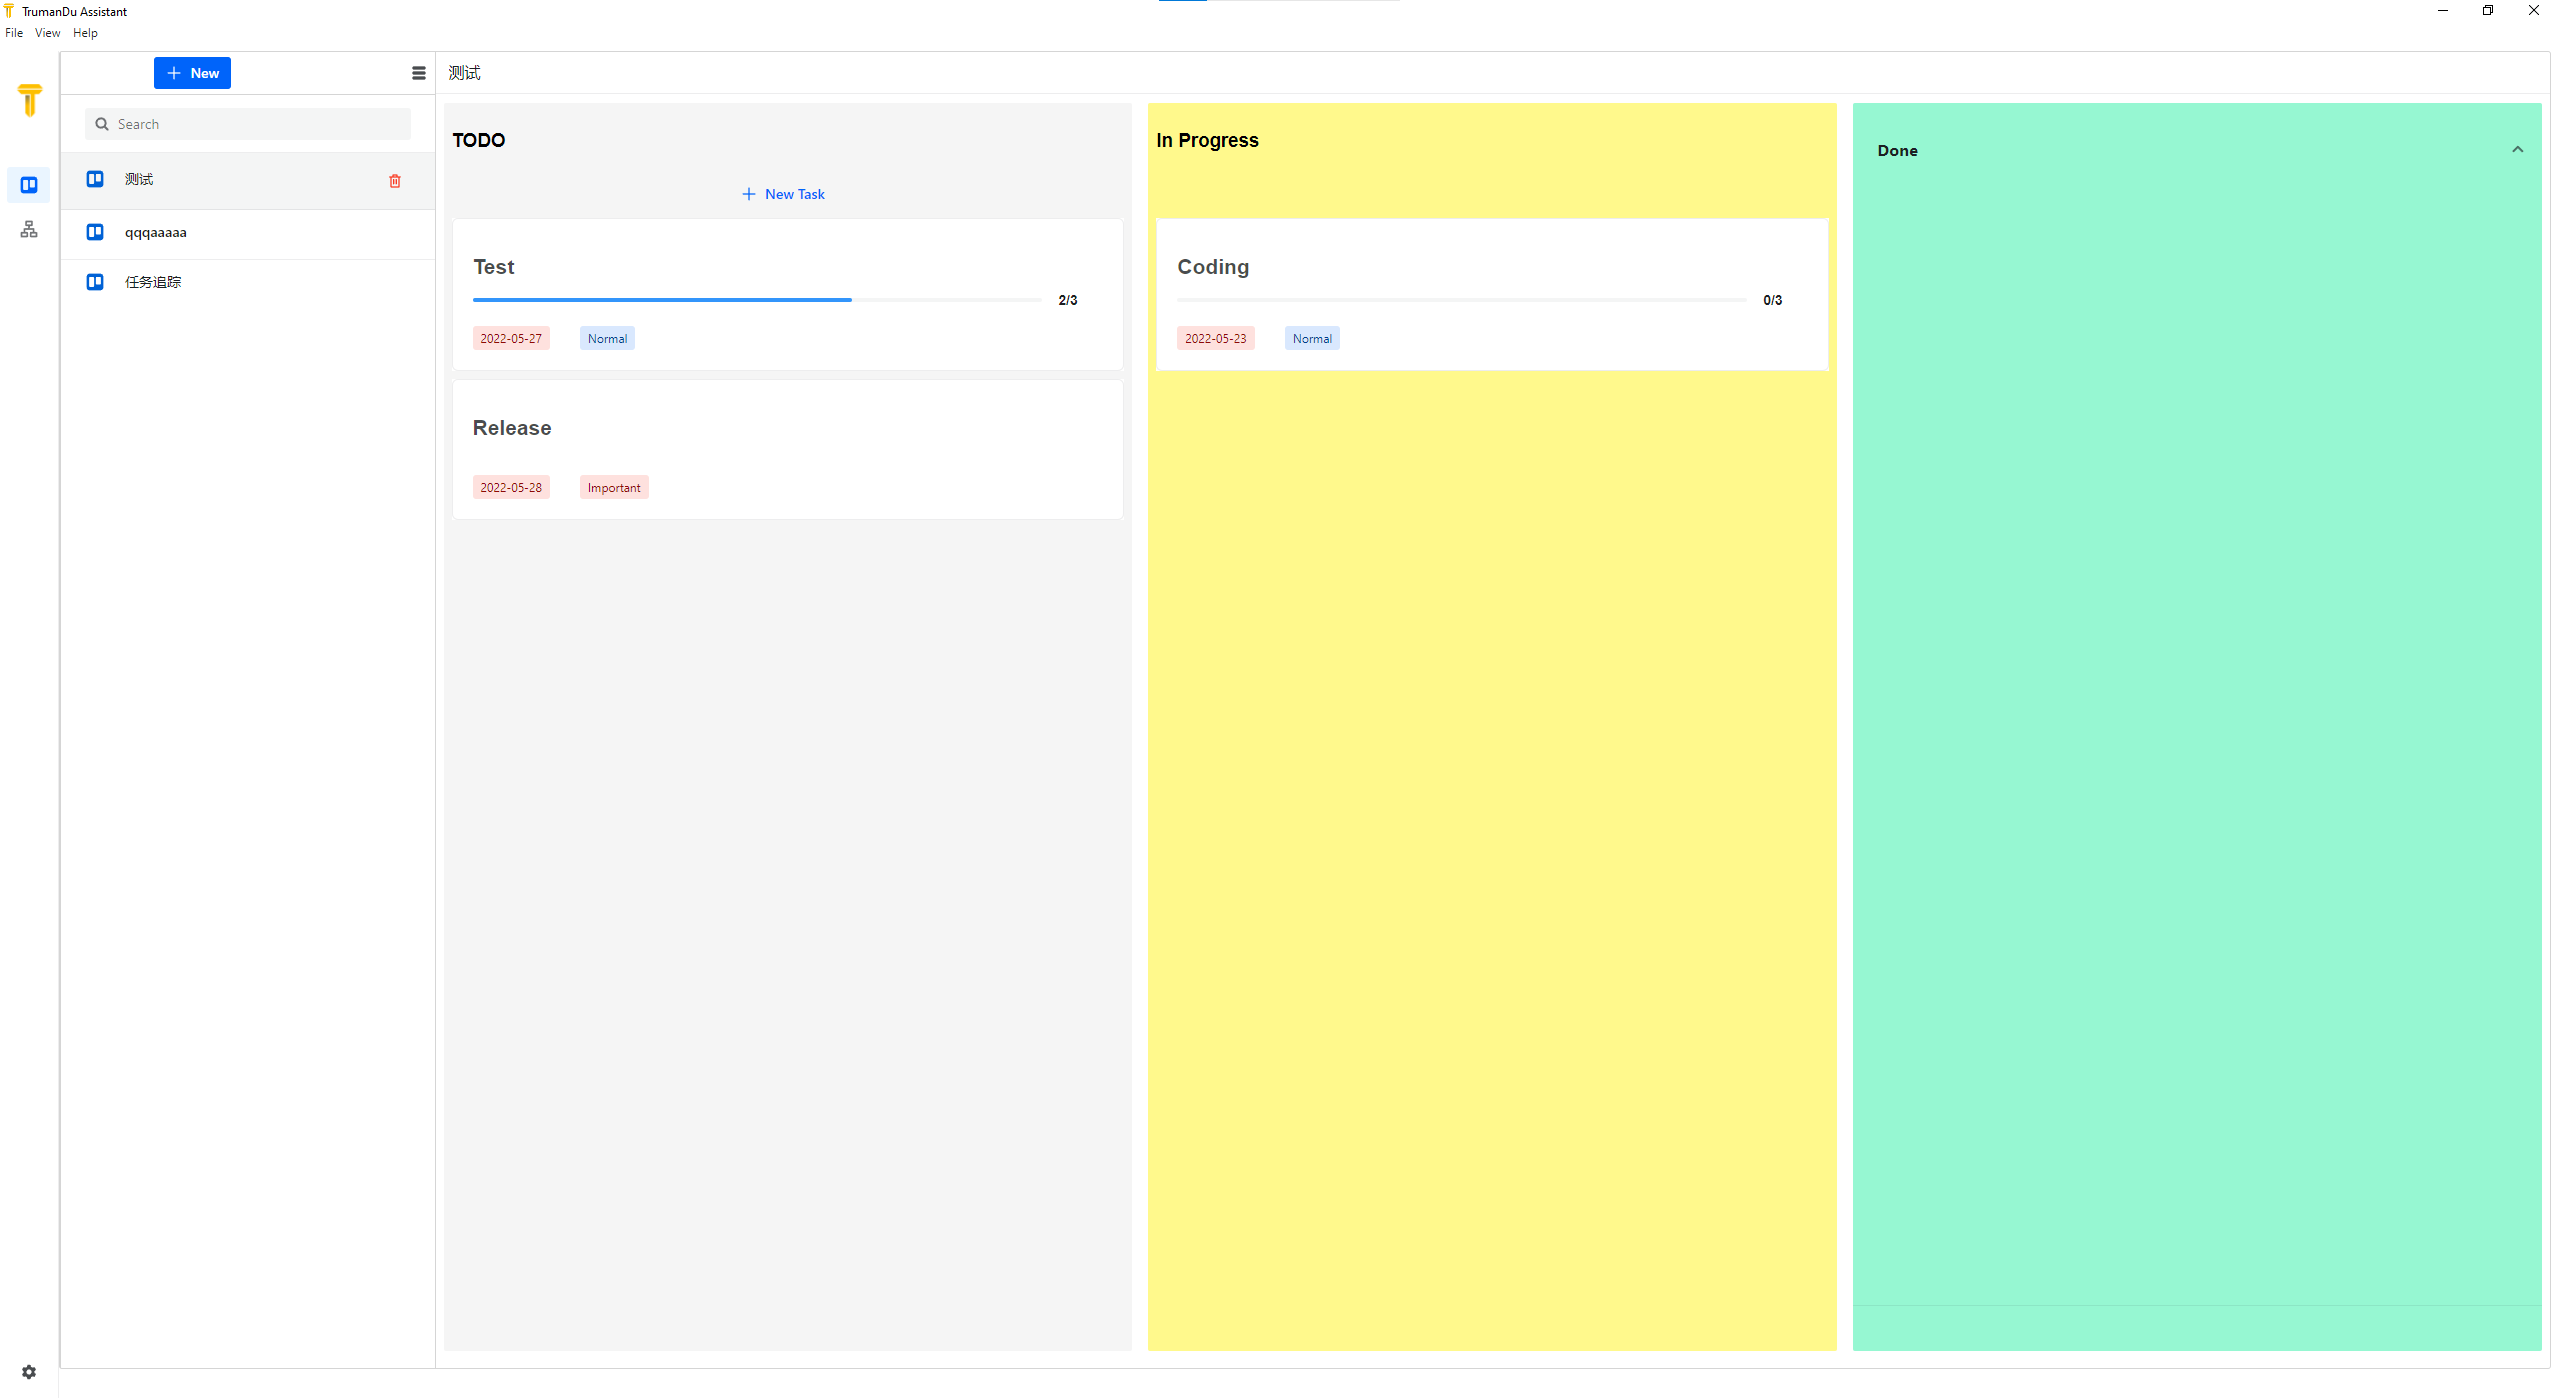 TrumanDu Assistant
File View Help
New
Search
测试
qqqaaaaa
任务追踪
测试
TODO
New Task
Test
2/3
2022-05-27 Normal
Release
2022-05-28 Important
In Progress
Coding
0/3
2022-05-23 Normal
Done